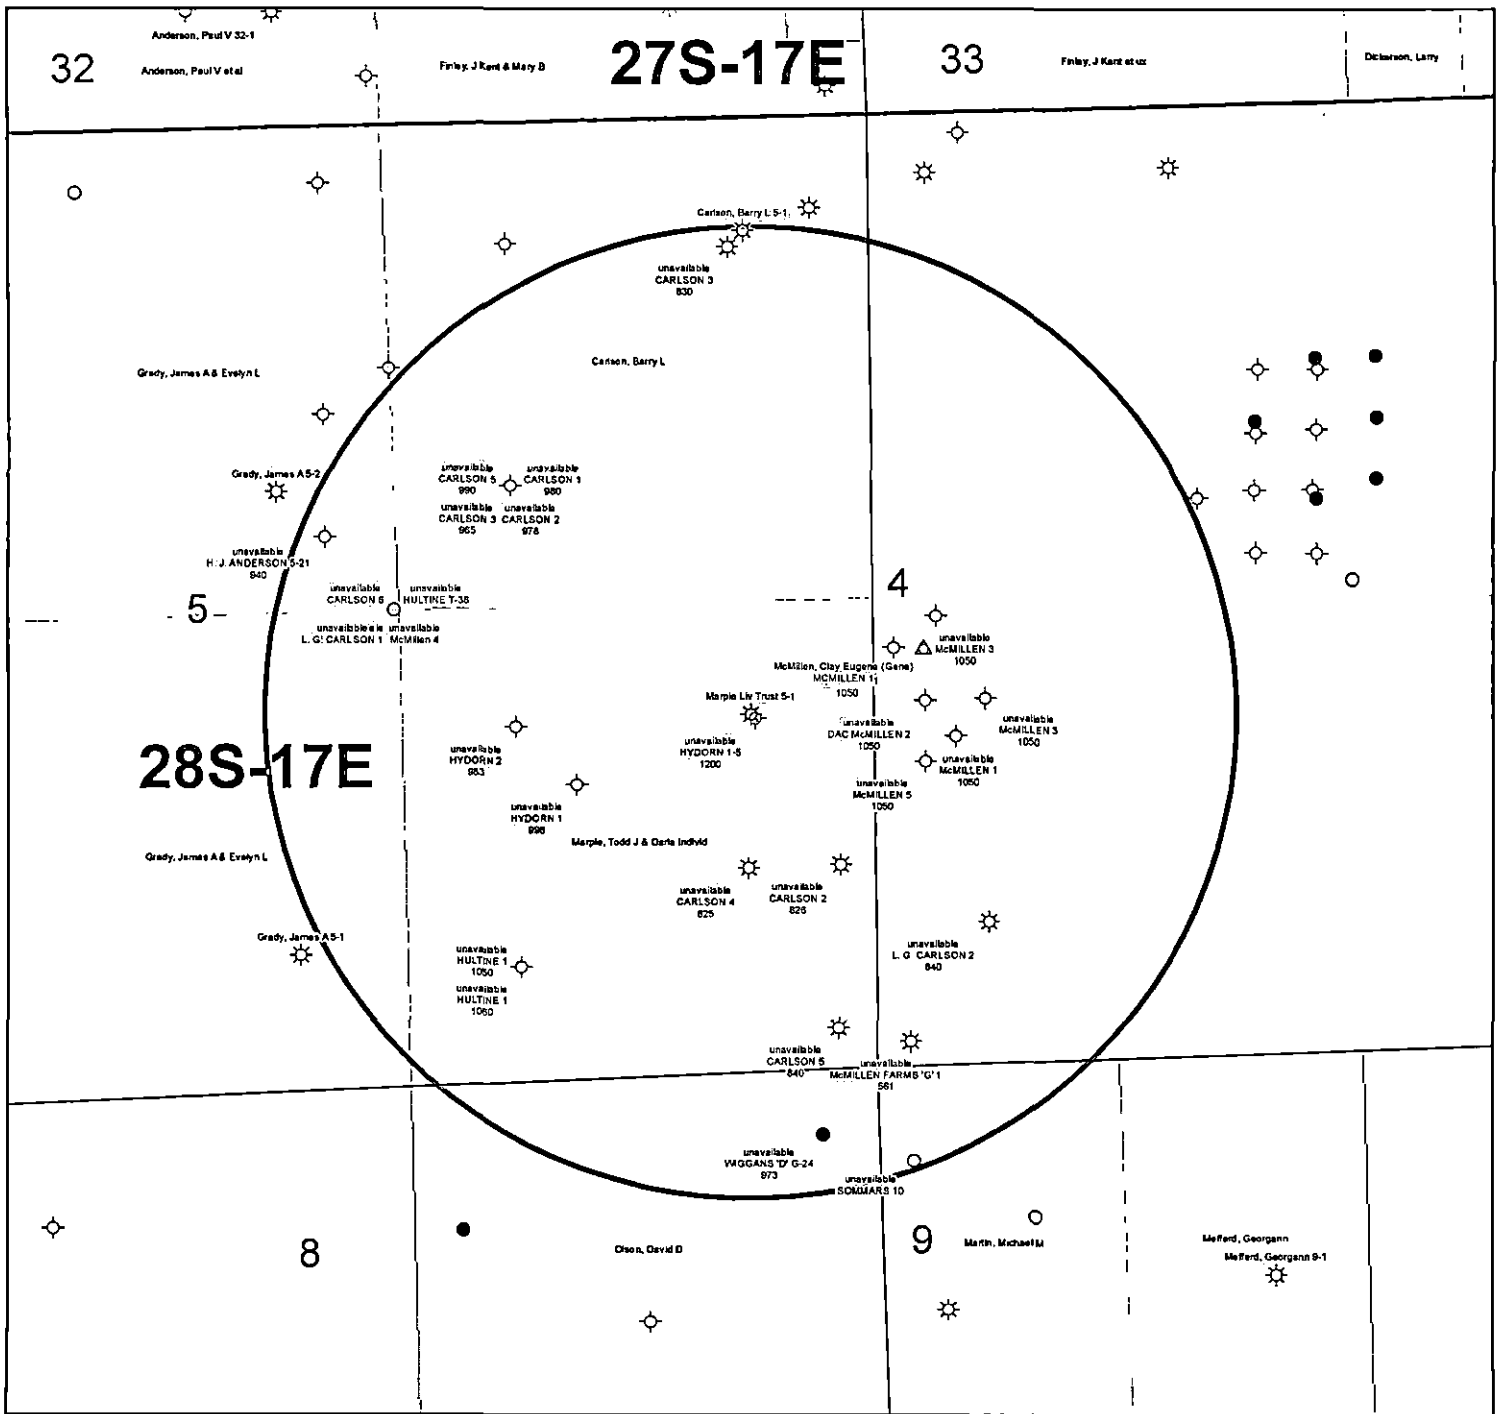 Anderson, Paul V 32-1
32
Anderson, Paul V et al
Finley, J Kent & Mary B
27S-17E
33
Finley, J Kent et ux
Dickerson, Larry
Carlson, Barry L 5-1
unavailable
CARLSON 3
830
Carlson, Barry L
Grady, James A & Evelyn L
Grady, James A 5-2
unavailable
CARLSON 5
990
unavailable
CARLSON 1
980
unavailable
CARLSON 3
965
unavailable
CARLSON 2
978
unavailable
H. J. ANDERSON 5-21
940
5
unavailable
CARLSON 6
unavailable
HULTINE T-38
unavailable
L. G. CARLSON 1
unavailable
McMillen 4
4
unavailable
McMILLEN 3
1050
McMillen, Clay Eugene (Gene)
MCMILLEN 1
1050
Marple Liv Trust 5-1
unavailable
HYDORN 1-5
1200
unavailable
DAC McMILLEN 2
1050
unavailable
McMILLEN 3
1050
unavailable
McMILLEN 1
1050
unavailable
McMILLEN 5
1050
28S-17E
unavailable
HYDORN 2
983
unavailable
HYDORN 1
998
Marple, Todd J & Darla Individ
Grady, James A & Evelyn L
unavailable
CARLSON 4
825
unavailable
CARLSON 2
826
Grady, James A 5-1
unavailable
HULTINE 1
1050
unavailable
HULTINE 1
1060
unavailable
L. G. CARLSON 2
840
unavailable
CARLSON 5
840
unavailable
McMILLEN FARMS 'G' 1
561
unavailable
WIGGANS 'D' G-24
973
unavailable
SOMMARS 10
8
Olson, David D
9
Martin, Michael M
Mefferd, Georgann
Mefferd, Georgann 9-1